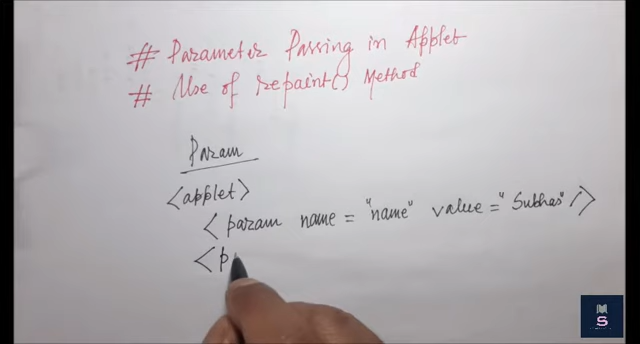 # Parameter Passing in Applet
# Use of repaint() Method
Param
<applet>
<param name = "name" value = "Subhas" />
<p
S